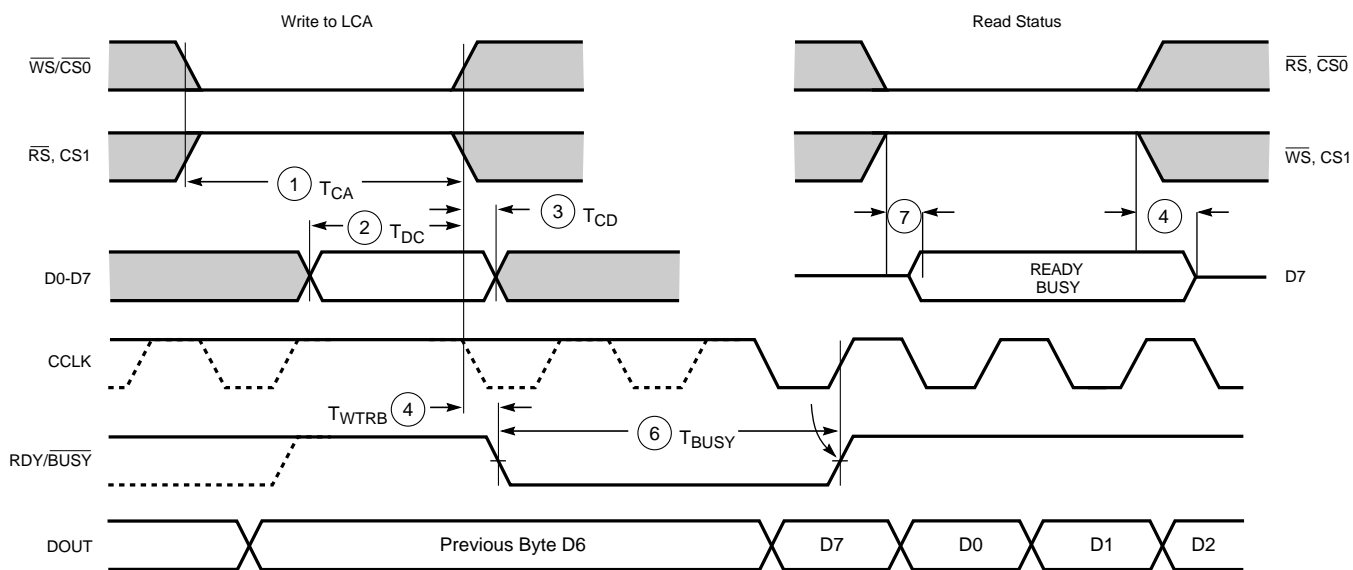 Write to LCA
Read Status
WS/CS0
RS, CS0
RS, CS1
WS, CS1
1 TCA
2 TDC
3 TCD
7
4
D0-D7
READY
BUSY
D7
CCLK
TWTRB 4
6 TBUSY
RDY/BUSY
DOUT
Previous Byte D6
D7
D0
D1
D2